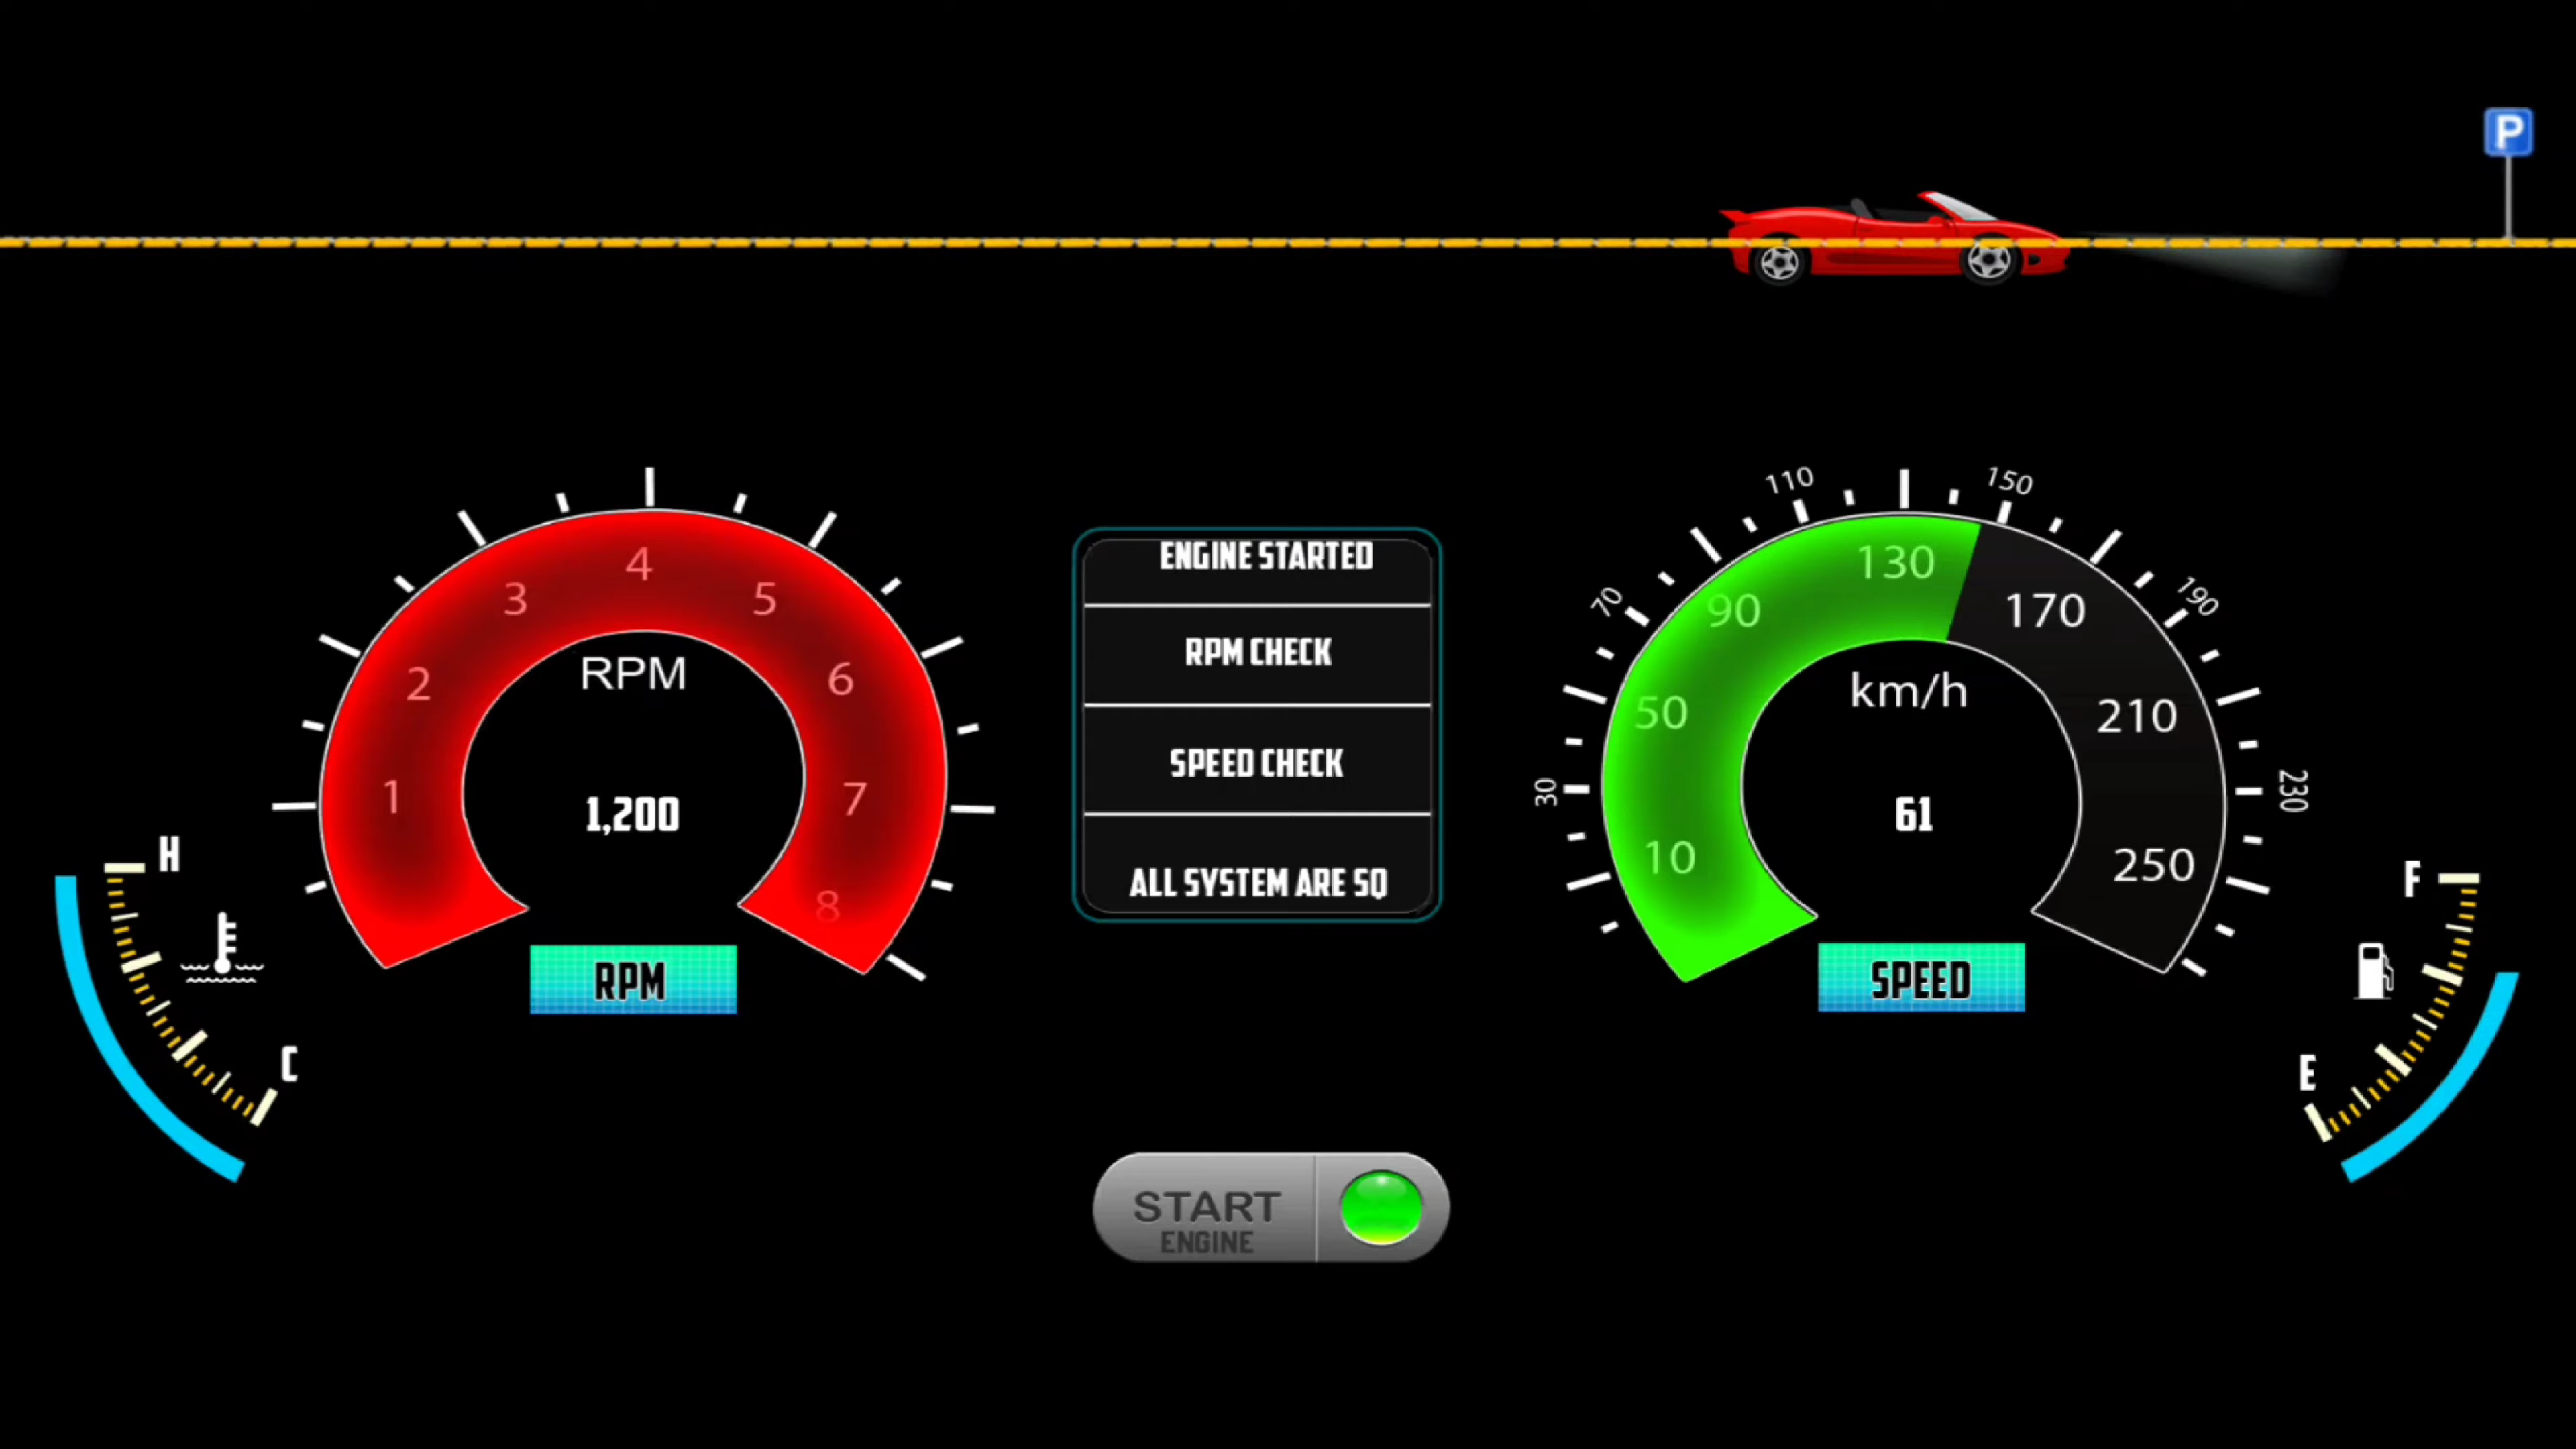 P
ENGINE STARTED
RPM CHECK
SPEED CHECK
ALL SYSTEM ARE SQ
1
2
3
4
5
6
7
8
RPM
1,200
RPM
10
30
50
70
90
110
130
150
170
190
210
230
250
km/h
61
SPEED
H
C
F
E
START
ENGINE